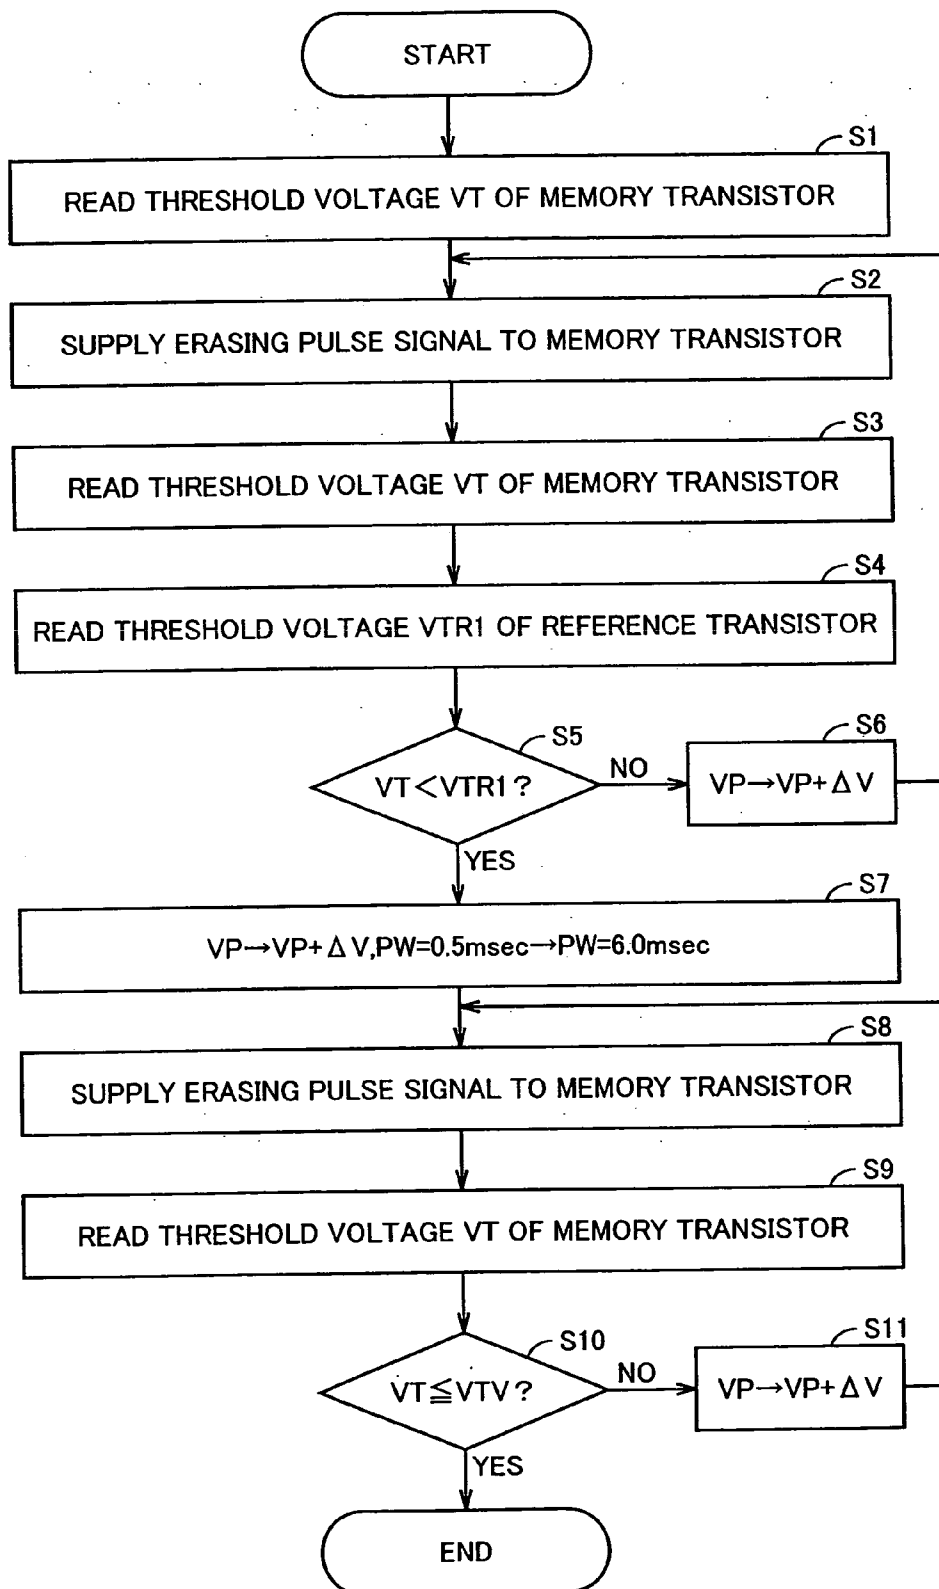 START
S1
READ THRESHOLD VOLTAGE VT OF MEMORY TRANSISTOR
S2
SUPPLY ERASING PULSE SIGNAL TO MEMORY TRANSISTOR
S3
READ THRESHOLD VOLTAGE VT OF MEMORY TRANSISTOR
S4
READ THRESHOLD VOLTAGE VTR1 OF REFERENCE TRANSISTOR
S5
VT<VTR1?
NO
S6
VP→VP+ΔV
YES
S7
VP→VP+ΔV,PW=0.5msec→PW=6.0msec
S8
SUPPLY ERASING PULSE SIGNAL TO MEMORY TRANSISTOR
S9
READ THRESHOLD VOLTAGE VT OF MEMORY TRANSISTOR
S10
VT≦VTV?
NO
S11
VP→VP+ΔV
YES
END